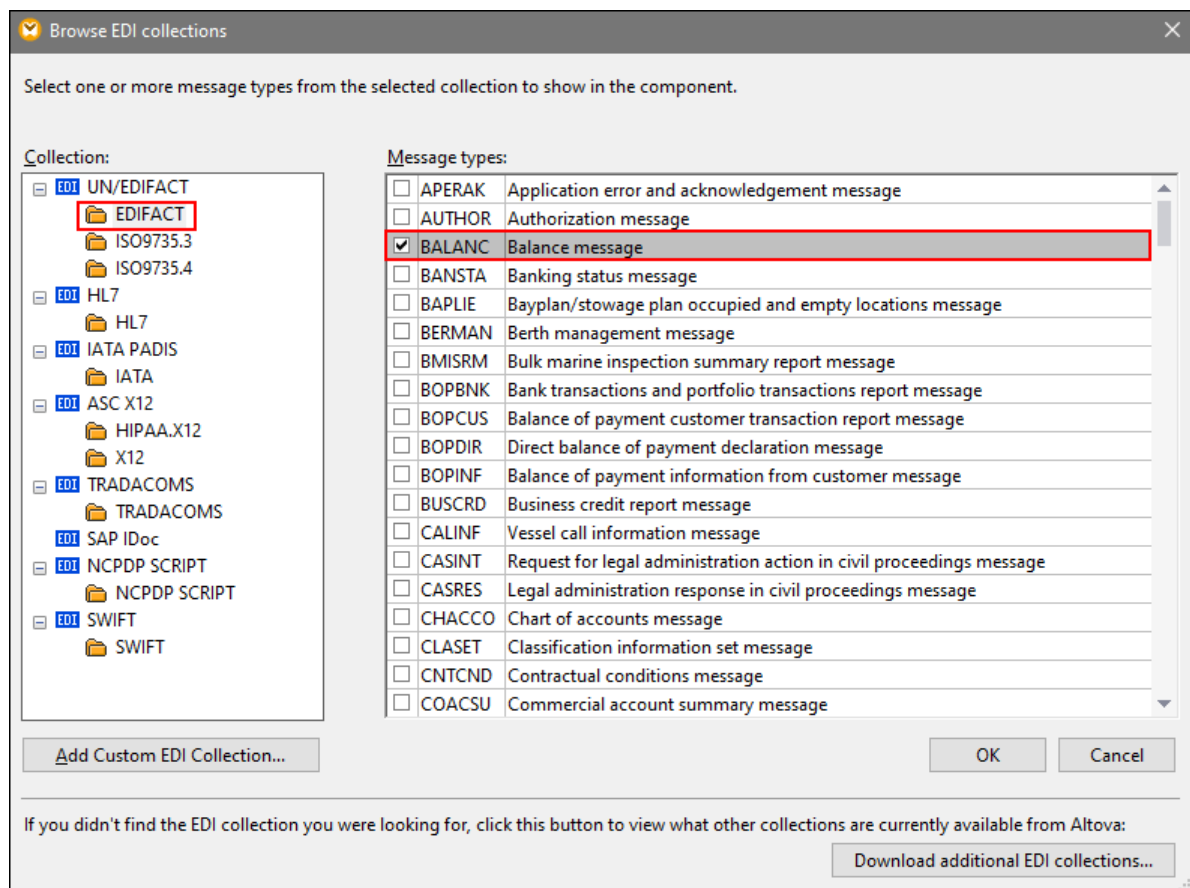 Browse EDI collections
Select one or more message types from the selected collection to show in the component.
Collection:
EDI UN/EDIFACT
EDIFACT
ISO9735.3
ISO9735.4
EDI HL7
HL7
EDI IATA PADIS
IATA
EDI ASC X12
HIPAA.X12
X12
EDI TRADACOMS
TRADACOMS
EDI SAP IDoc
EDI NCPDP SCRIPT
NCPDP SCRIPT
EDI SWIFT
SWIFT
Message types:
APERAK Application error and acknowledgement message
AUTHOR Authorization message
BALANC Balance message
BANSTA Banking status message
BAPLIE Bayplan/stowage plan occupied and empty locations message
BERMAN Berth management message
BMISRM Bulk marine inspection summary report message
BOPBNK Bank transactions and portfolio transactions report message
BOPCUS Balance of payment customer transaction report message
BOPDIR Direct balance of payment declaration message
BOPINF Balance of payment information from customer message
BUSCRD Business credit report message
CALINF Vessel call information message
CASINT Request for legal administration action in civil proceedings message
CASRES Legal administration response in civil proceedings message
CHACCO Chart of accounts message
CLASET Classification information set message
CNTCND Contractual conditions message
COACSU Commercial account summary message
Add Custom EDI Collection...
OK
Cancel
If you didn't find the EDI collection you were looking for, click this button to view what other collections are currently available from Altova:
Download additional EDI collections...